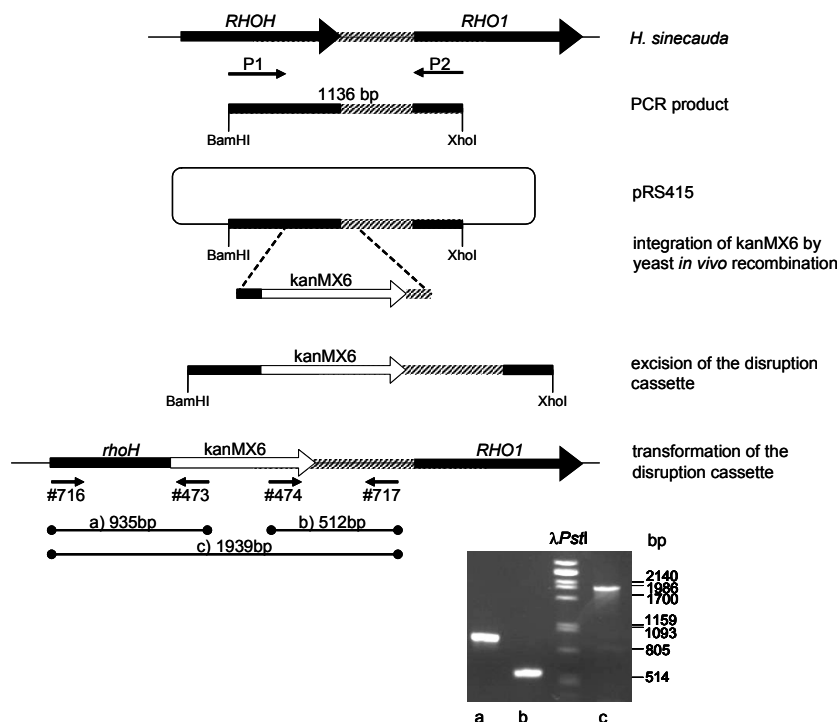 RHOH RHO1
H. sinecauda
P1 P2
1136 bp
PCR product
BamHI XhoI
pRS415
BamHI XhoI
integration of kanMX6 by
yeast in vivo recombination
kanMX6
kanMX6
excision of the disruption
cassette
BamHI XhoI
rhoH kanMX6 RHO1
transformation of the
disruption cassette
#716 #473 #474 #717
a) 935bp b) 512bp
c) 1939bp
λPstI bp
2140
1986
1700
1159
1093
805
514
a b c